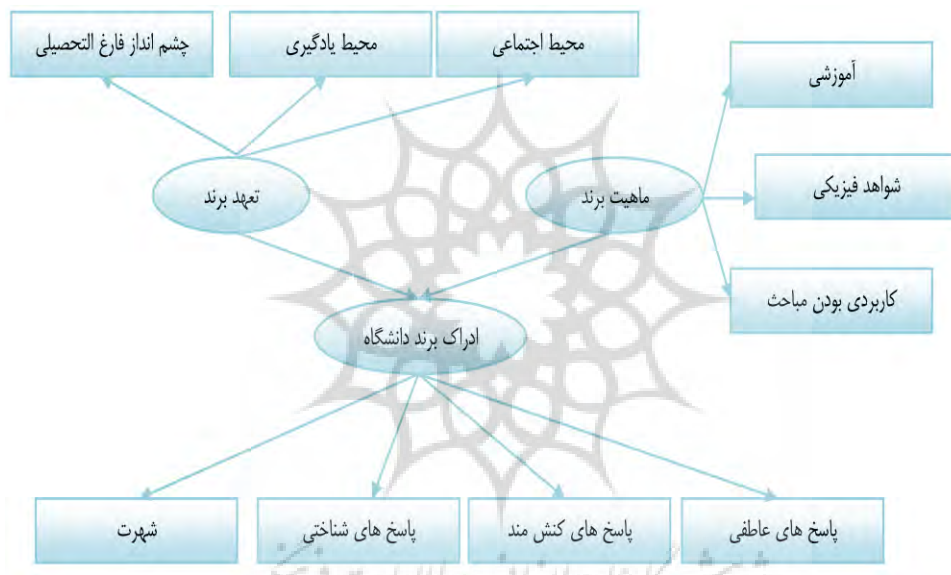 محیط اجتماعی
محیط یادگیری
چشم انداز فارغ التحصیلی
آموزشی
شواهد فیزیکی
کاربردی بودن مباحث
ماهیت برند
تعهد برند
ادراک برند دانشگاه
پاسخ های عاطفی
پاسخ های کنش مند
پاسخ های شناختی
شهرت